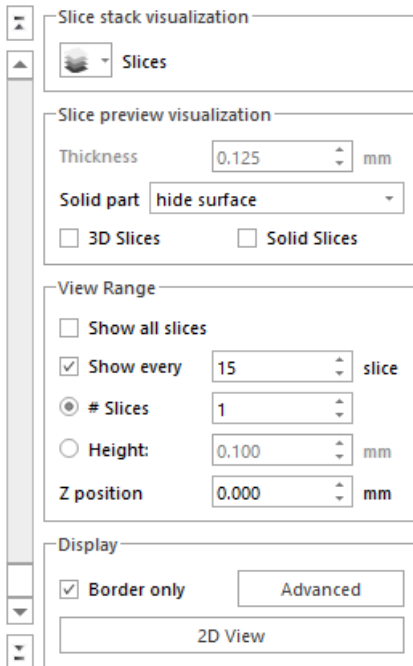 Slice stack visualization
Slices
Slice preview visualization
Thickness 0.125 mm
Solid part hide surface
3D Slices Solid Slices
View Range
Show all slices
Show every 15 slice
# Slices 1
Height: 0.100 mm
Z position 0.000 mm
Display
Border only Advanced
2D View